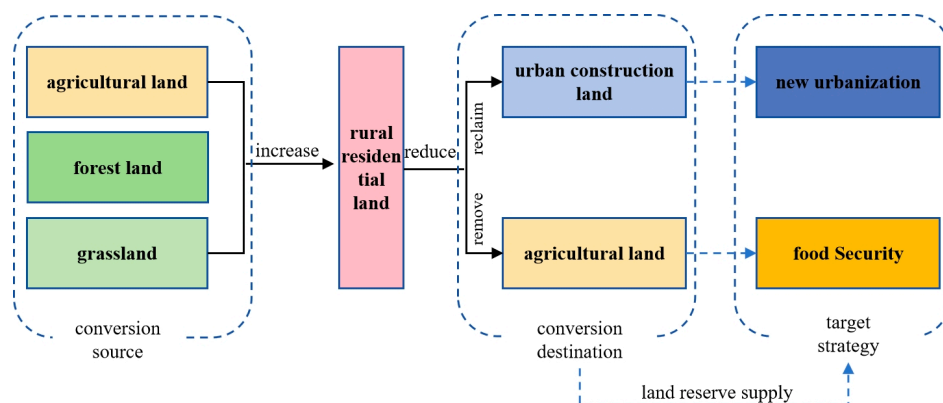 agricultural land
forest land
grassland
conversion
source
increase
rural
residen
tial
land
reduce
reclaim
remove
urban construction
land
agricultural land
conversion
destination
new urbanization
food Security
target
strategy
land reserve supply